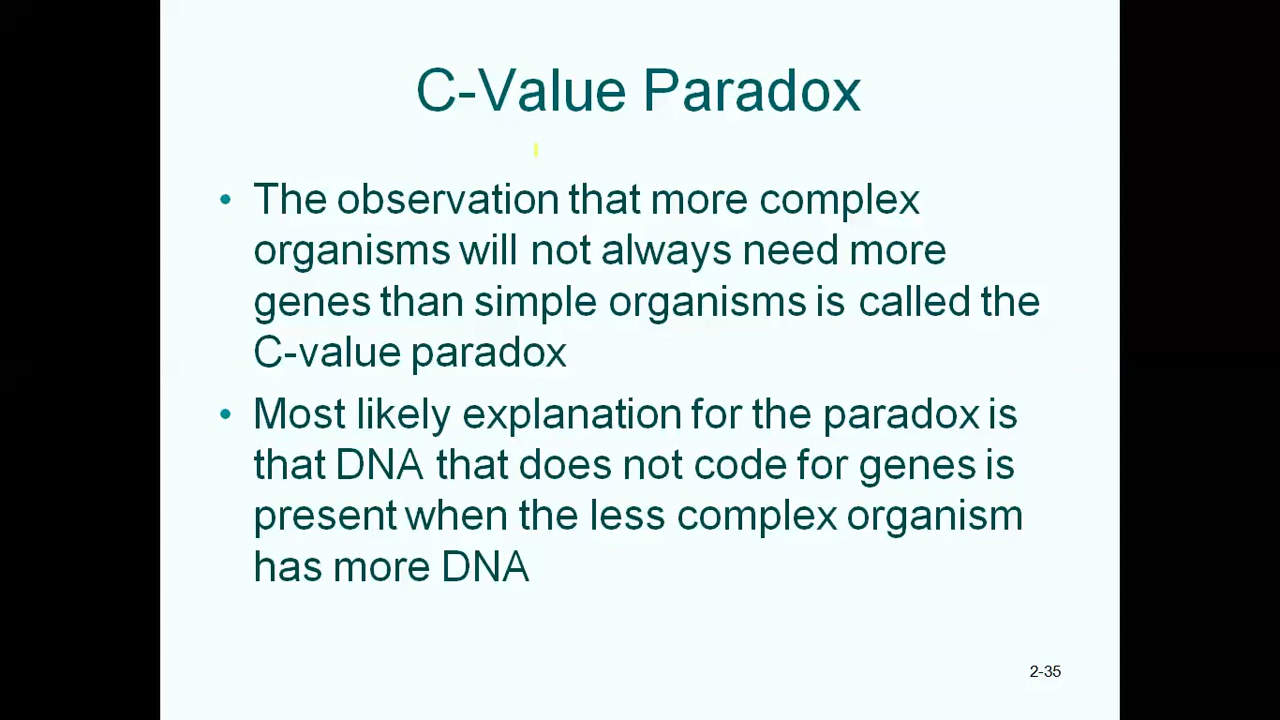 C-Value Paradox
• The observation that more complex
organisms will not always need more
genes than simple organisms is called the
C-value paradox
• Most likely explanation for the paradox is
that DNA that does not code for genes is
present when the less complex organism
has more DNA
2-35